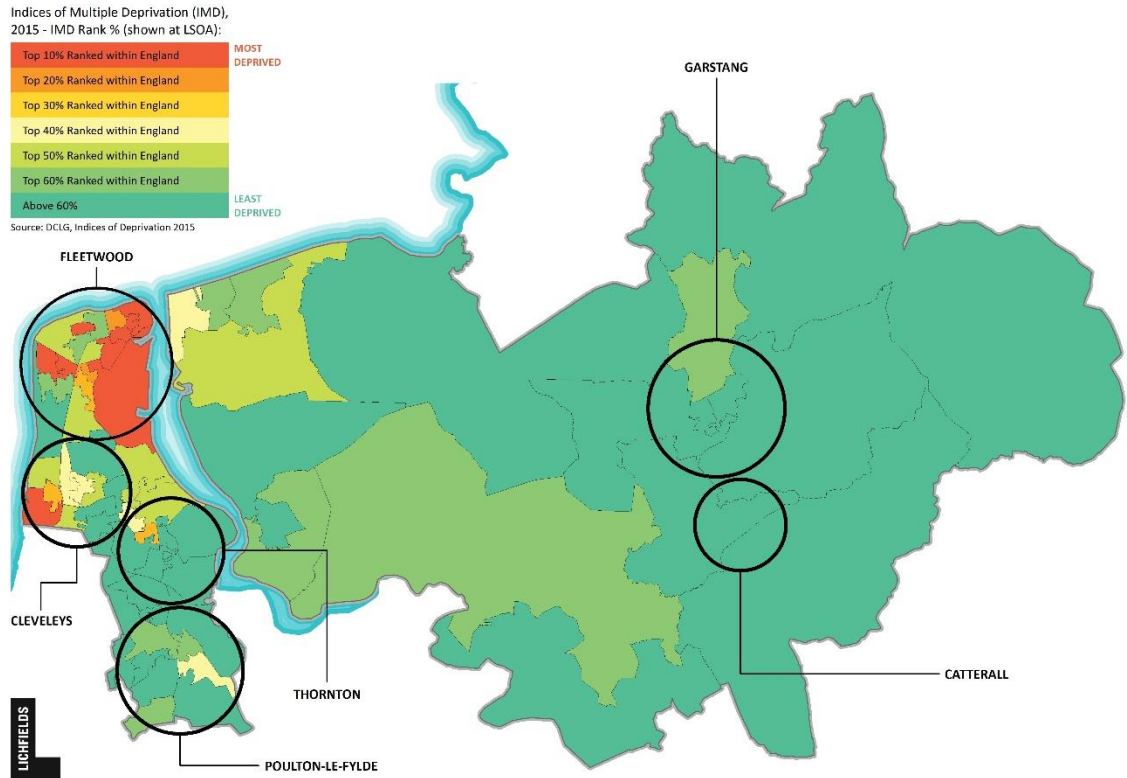 Indices of Multiple Deprivation (IMD),
2015 - IMD Rank % (shown at LSOA):
Top 10% Ranked within England
MOST
DEPRIVED
Top 20% Ranked within England
Top 30% Ranked within England
Top 40% Ranked within England
Top 50% Ranked within England
Top 60% Ranked within England
Above 60%
LEAST
DEPRIVED
Source: DCLG, Indices of Deprivation 2015
GARSTANG
FLEETWOOD
CLEVELEYS
THORNTON
CATTERALL
POULTON-LE-FYLDE
LICHFIELDS